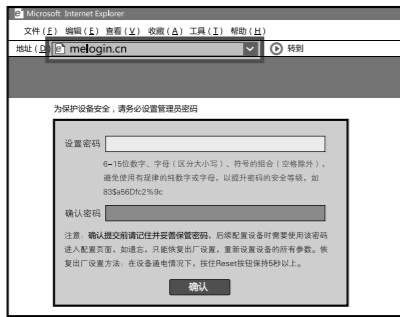 Microsoft Internet Explorer
文件(F) 编辑(E) 查看(V) 收藏(A) 工具(T) 帮助(H)
地址(D) melogin.cn 转到
为保护设备安全，请务必设置管理员密码
设置密码
6-15位数字、字母（区分大小写）、符号的组合（空格除外），
避免使用有规律的纯数字或字母，以提升密码的安全等级，如
83$a56Dfc2%9c
确认密码
注意：确认提交前请记住并妥善保管密码，后续配置设备时需要使用该密码
进入配置页面，如遗忘，只能恢复出厂设置，重新设置设备的所有参数。恢
复出厂设置方法：在设备通电情况下，按住Reset按钮保持5秒以上。
确认